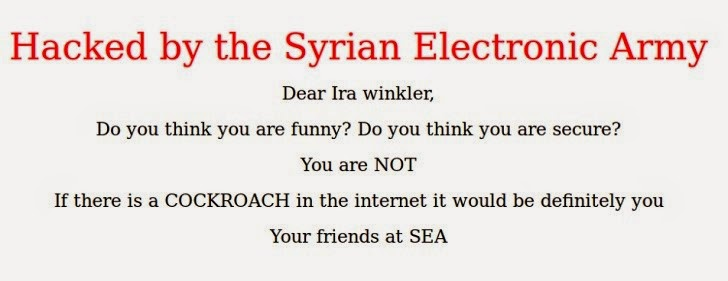 Hacked by the Syrian Electronic Army
Dear Ira winkler,
Do you think you are funny? Do you think you are secure?
You are NOT
If there is a COCKROACH in the internet it would be definitely you
Your friends at SEA